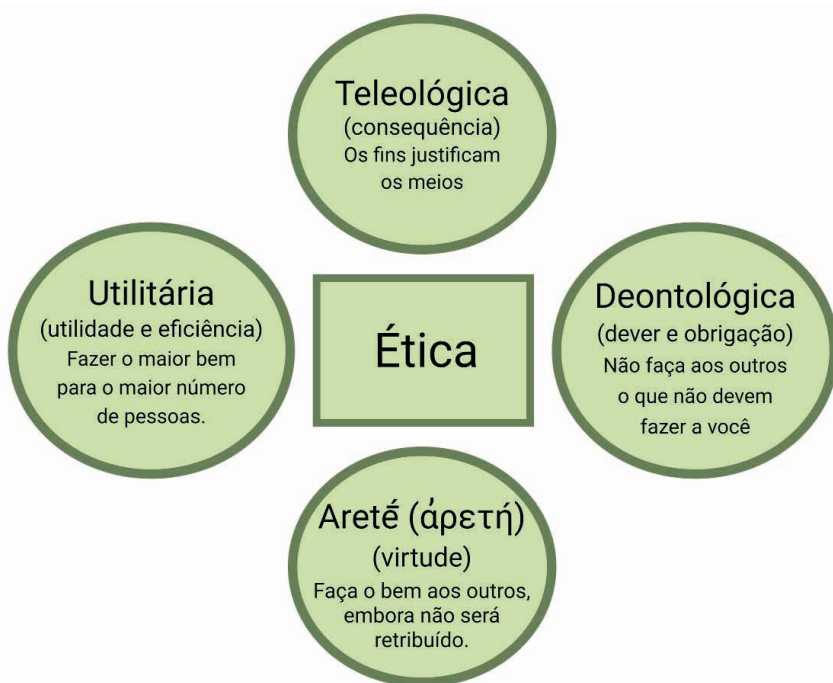 Teleológica
(consequência)
Os fins justificam
os meios
Utilitária
(utilidade e eficiência)
Fazer o maior bem
para o maior número
de pessoas.
Ética
Deontológica
(dever e obrigação)
Não faça aos outros
o que não devem
fazer a você
Aretḗ (ἀρετή)
(virtude)
Faça o bem aos outros,
embora não será
retribuído.